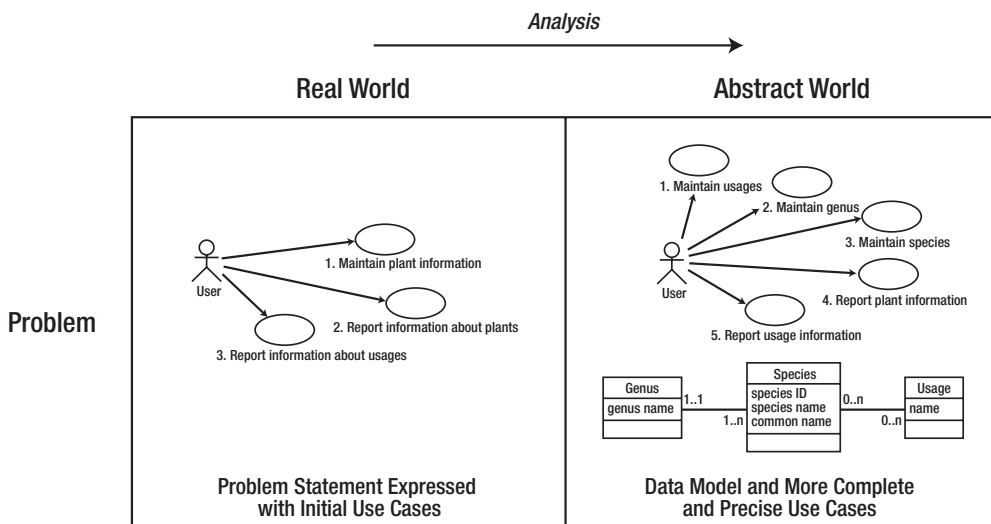 Analysis
Real World
Abstract World
Problem
User
1. Maintain plant information
2. Report information about plants
3. Report information about usages
Problem Statement Expressed
with Initial Use Cases
1. Maintain usages
2. Maintain genus
3. Maintain species
User
4. Report plant information
5. Report usage information
Genus
genus name
1..1
1..n
Species
species ID
species name
common name
0..n
0..n
Usage
name
Data Model and More Complete
and Precise Use Cases